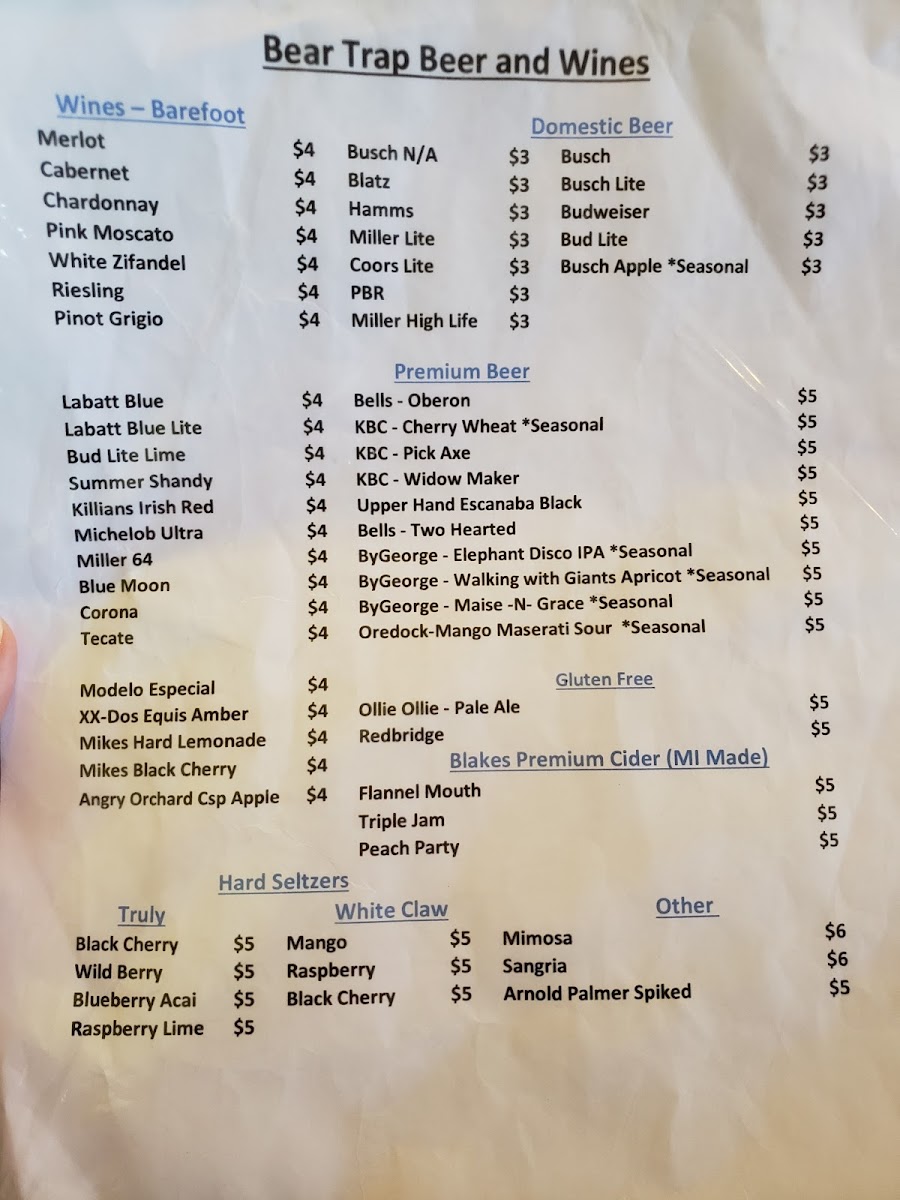 Bear Trap Beer and Wines
Wines – Barefoot
Merlot $4
Cabernet $4
Chardonnay $4
Pink Moscato $4
White Zifandel $4
Riesling $4
Pinot Grigio $4
Domestic Beer
Busch N/A $3 Busch $3
Blatz $3 Busch Lite $3
Hamms $3 Budweiser $3
Miller Lite $3 Bud Lite $3
Coors Lite $3 Busch Apple *Seasonal $3
PBR $3
Miller High Life $3
Premium Beer
Labatt Blue $4 Bells - Oberon $5
Labatt Blue Lite $4 KBC - Cherry Wheat *Seasonal $5
Bud Lite Lime $4 KBC - Pick Axe $5
Summer Shandy $4 KBC - Widow Maker $5
Killians Irish Red $4 Upper Hand Escanaba Black $5
Michelob Ultra $4 Bells - Two Hearted $5
Miller 64 $4 ByGeorge - Elephant Disco IPA *Seasonal $5
Blue Moon $4 ByGeorge - Walking with Giants Apricot *Seasonal $5
Corona $4 ByGeorge - Maise -N- Grace *Seasonal $5
Tecate $4 Oredock-Mango Maserati Sour *Seasonal $5
Modelo Especial $4
XX-Dos Equis Amber $4
Mikes Hard Lemonade $4
Mikes Black Cherry $4
Angry Orchard Csp Apple $4
Gluten Free
Ollie Ollie - Pale Ale $5
Redbridge $5
Blakes Premium Cider (MI Made)
Flannel Mouth $5
Triple Jam $5
Peach Party $5
Hard Seltzers
Truly
Black Cherry $5
Wild Berry $5
Blueberry Acai $5
Raspberry Lime $5
White Claw
Mango $5
Raspberry $5
Black Cherry $5
Other
Mimosa $6
Sangria $6
Arnold Palmer Spiked $5